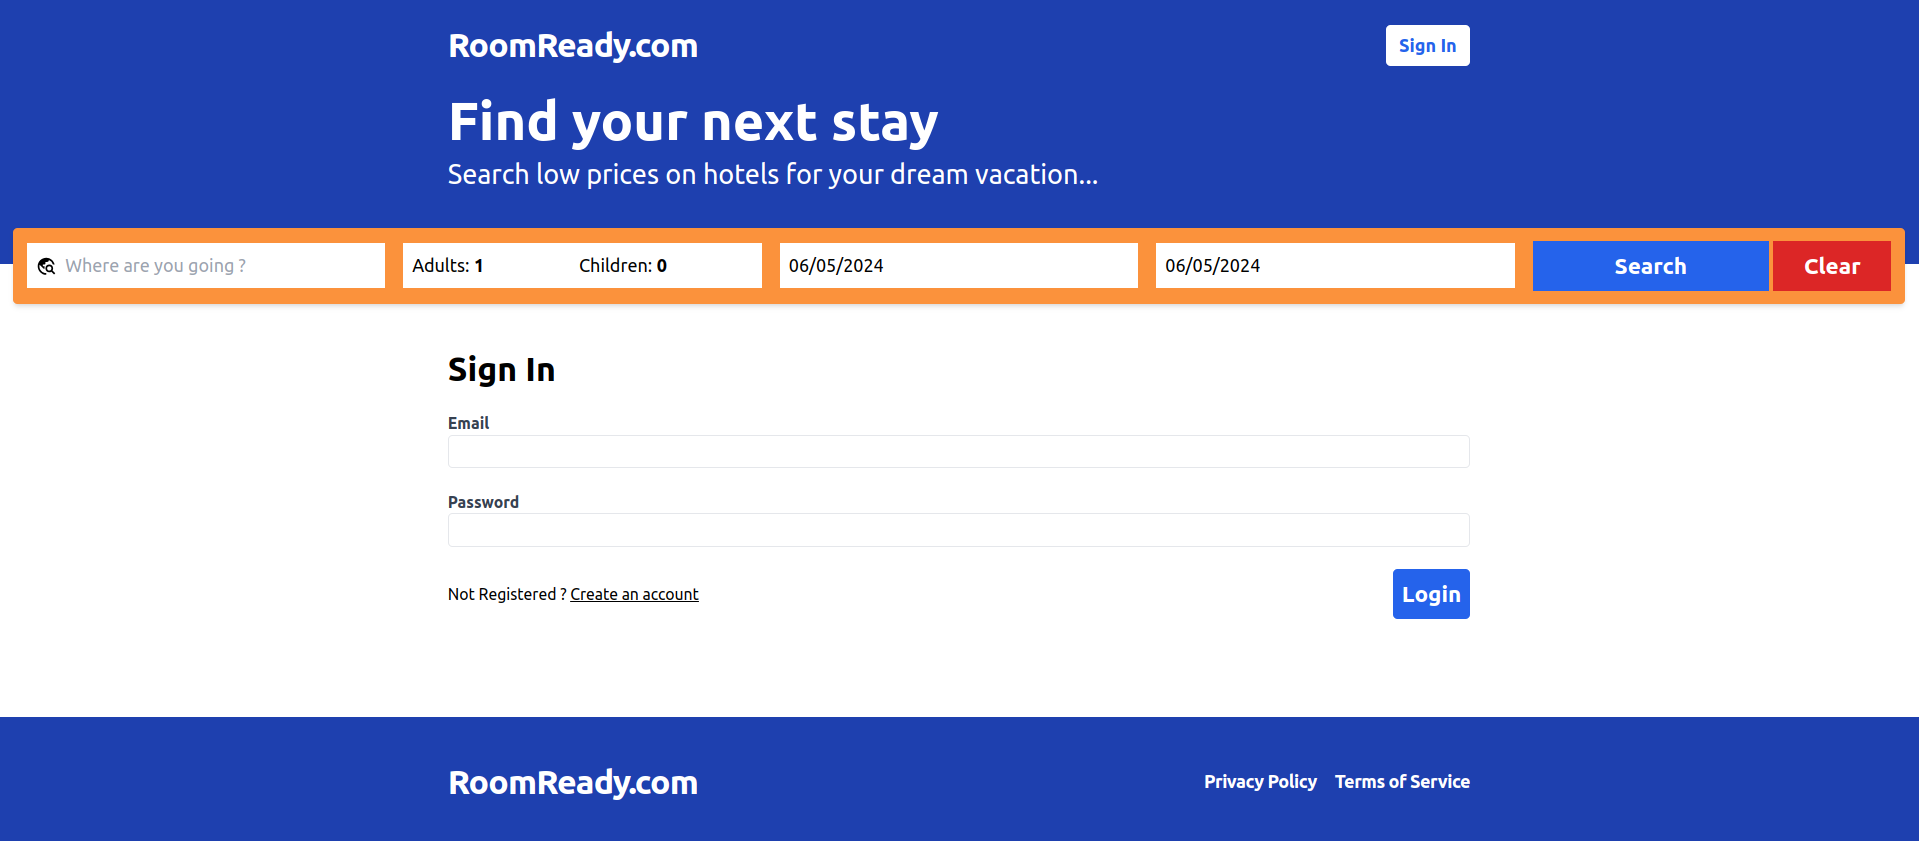 RoomReady.com
Sign In
Find your next stay
Search low prices on hotels for your dream vacation...
Where are you going ?
Adults: 1
Children: 0
06/05/2024
06/05/2024
Search
Clear
Sign In
Email
Password
Not Registered ? Create an account
Login
RoomReady.com
Privacy Policy
Terms of Service